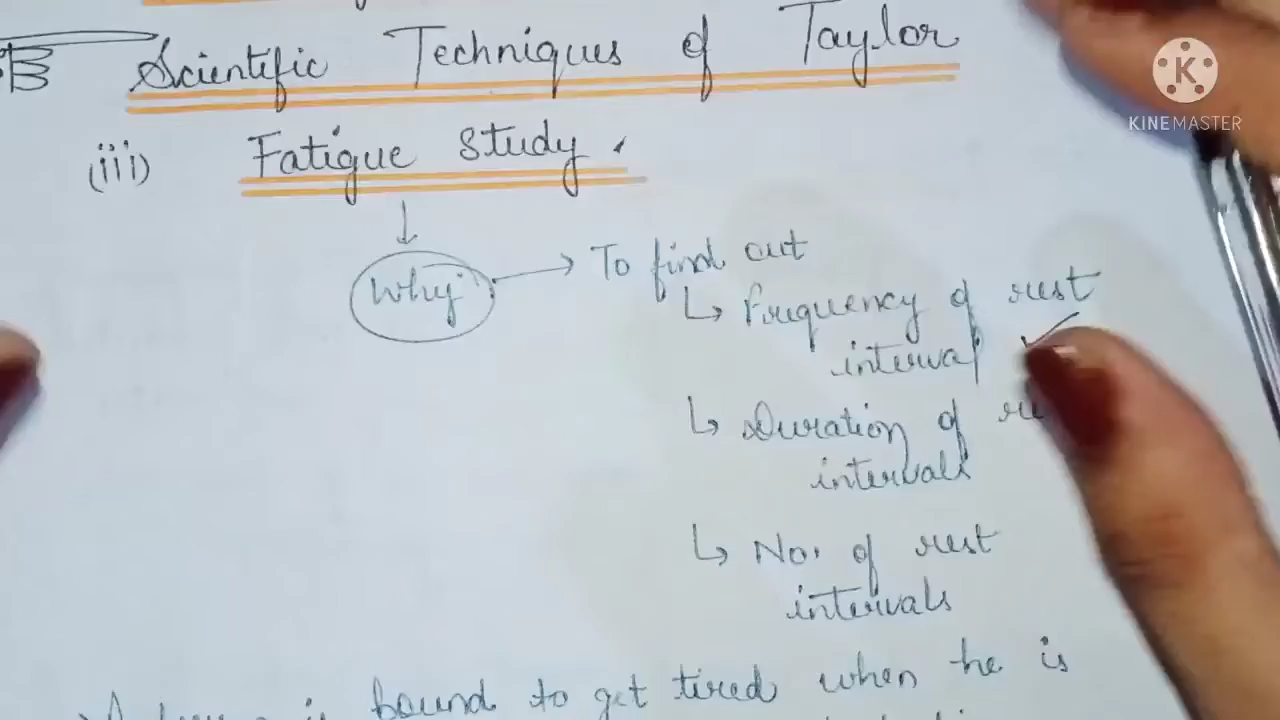 Scientific Techniques of Taylor
KINEMASTER
(iii) Fatigue study.
Why → To find out
↳ Frequency of rest
interval ✓
↳ Duration of
intervals
↳ No. of rest
intervals
is bound to get tired when he is